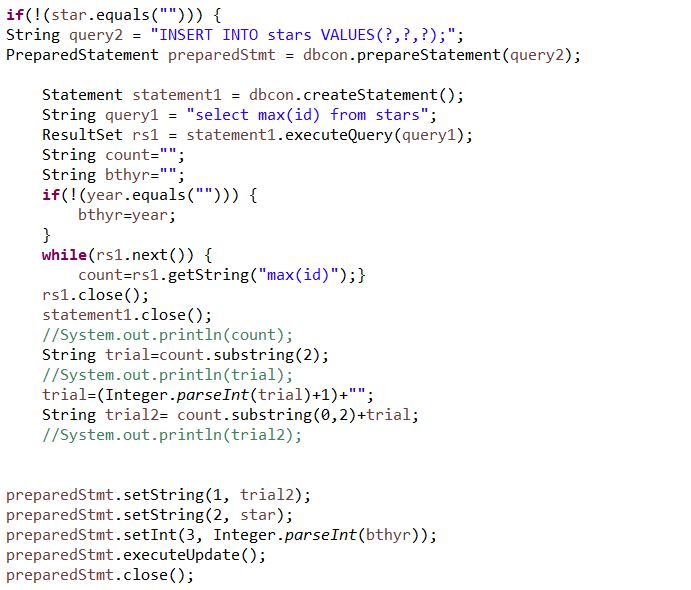 if(!(star.equals(""))) {
String query2 = "INSERT INTO stars VALUES(?,?,?);";
PreparedStatement preparedStmt = dbcon.prepareStatement(query2);
Statement statement1 = dbcon.createStatement();
String query1 = "select max(id) from stars";
ResultSet rs1 = statement1.executeQuery(query1);
String count="";
String bthyr="";
if(!(year.equals(""))) {
bthyr=year;
}
while(rs1.next()) {
count=rs1.getString("max(id)");}
rs1.close();
statement1.close();
//System.out.println(count);
String trial=count.substring(2);
//System.out.println(trial);
trial=(Integer.parseInt(trial)+1)+"";
String trial2= count.substring(0,2)+trial;
//System.out.println(trial2);
preparedStmt.setString(1, trial2);
preparedStmt.setString(2, star);
preparedStmt.setInt(3, Integer.parseInt(bthyr));
preparedStmt.executeUpdate();
preparedStmt.close();